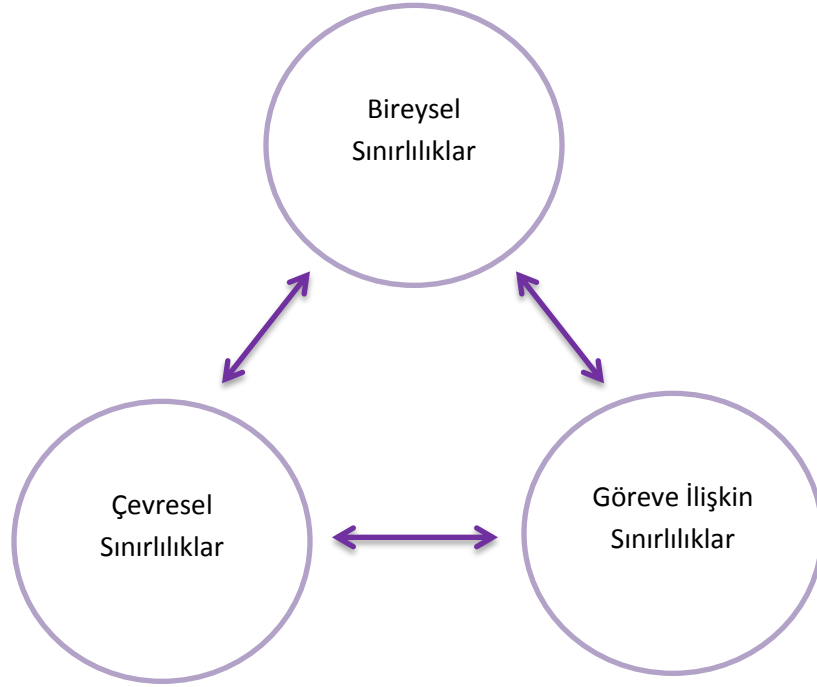 Bireysel
Sınırlılıklar
Çevresel
Sınırlılıklar
Göreve İlişkin
Sınırlılıklar